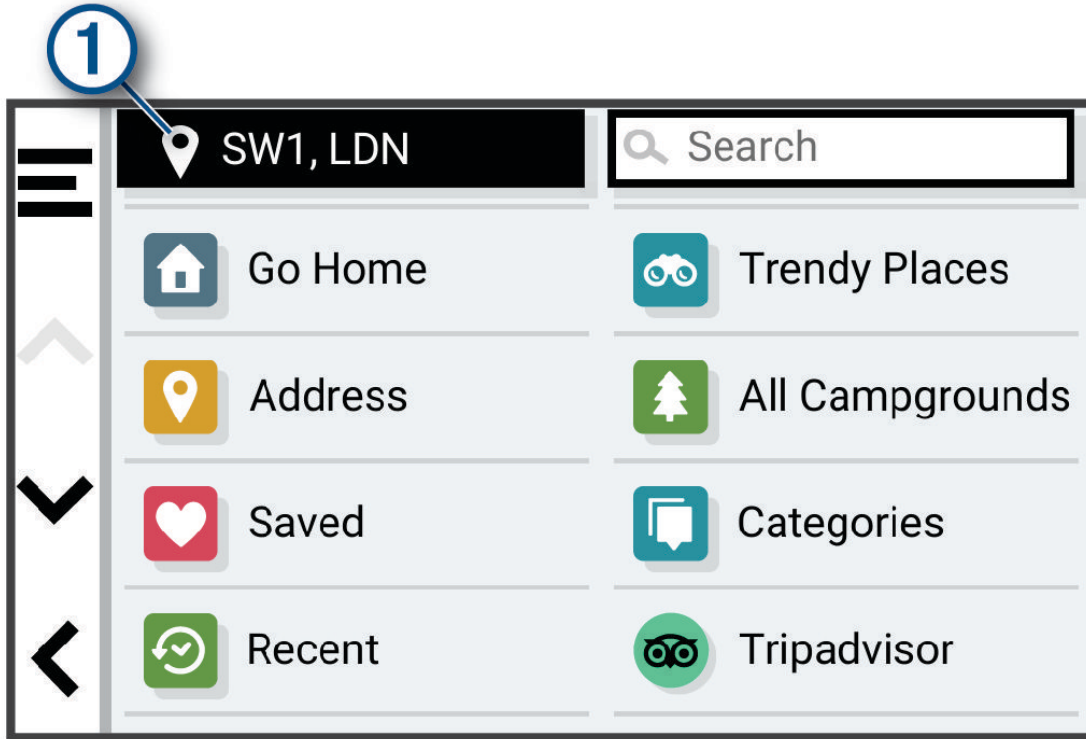 1
SW1, LDN
Search
Go Home
Trendy Places
Address
All Campgrounds
Saved
Categories
Recent
Tripadvisor